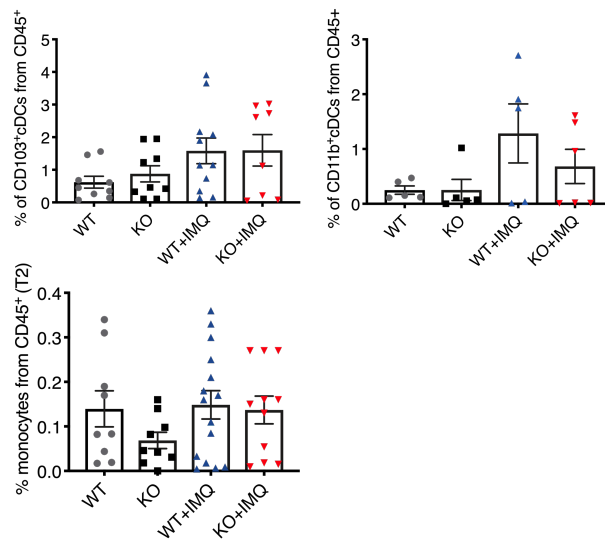 % of CD103⁺cDCs from CD45⁺
5
4
3
2
1
0
WT
KO
WT+IMQ
KO+IMQ
% of CD11b⁺cDCs from CD45+
3
2
1
0
WT
KO
WT+IMQ
KO+IMQ
% monocytes from CD45⁺ (T2)
0.4
0.3
0.2
0.1
0.0
WT
KO
WT+IMQ
KO+IMQ